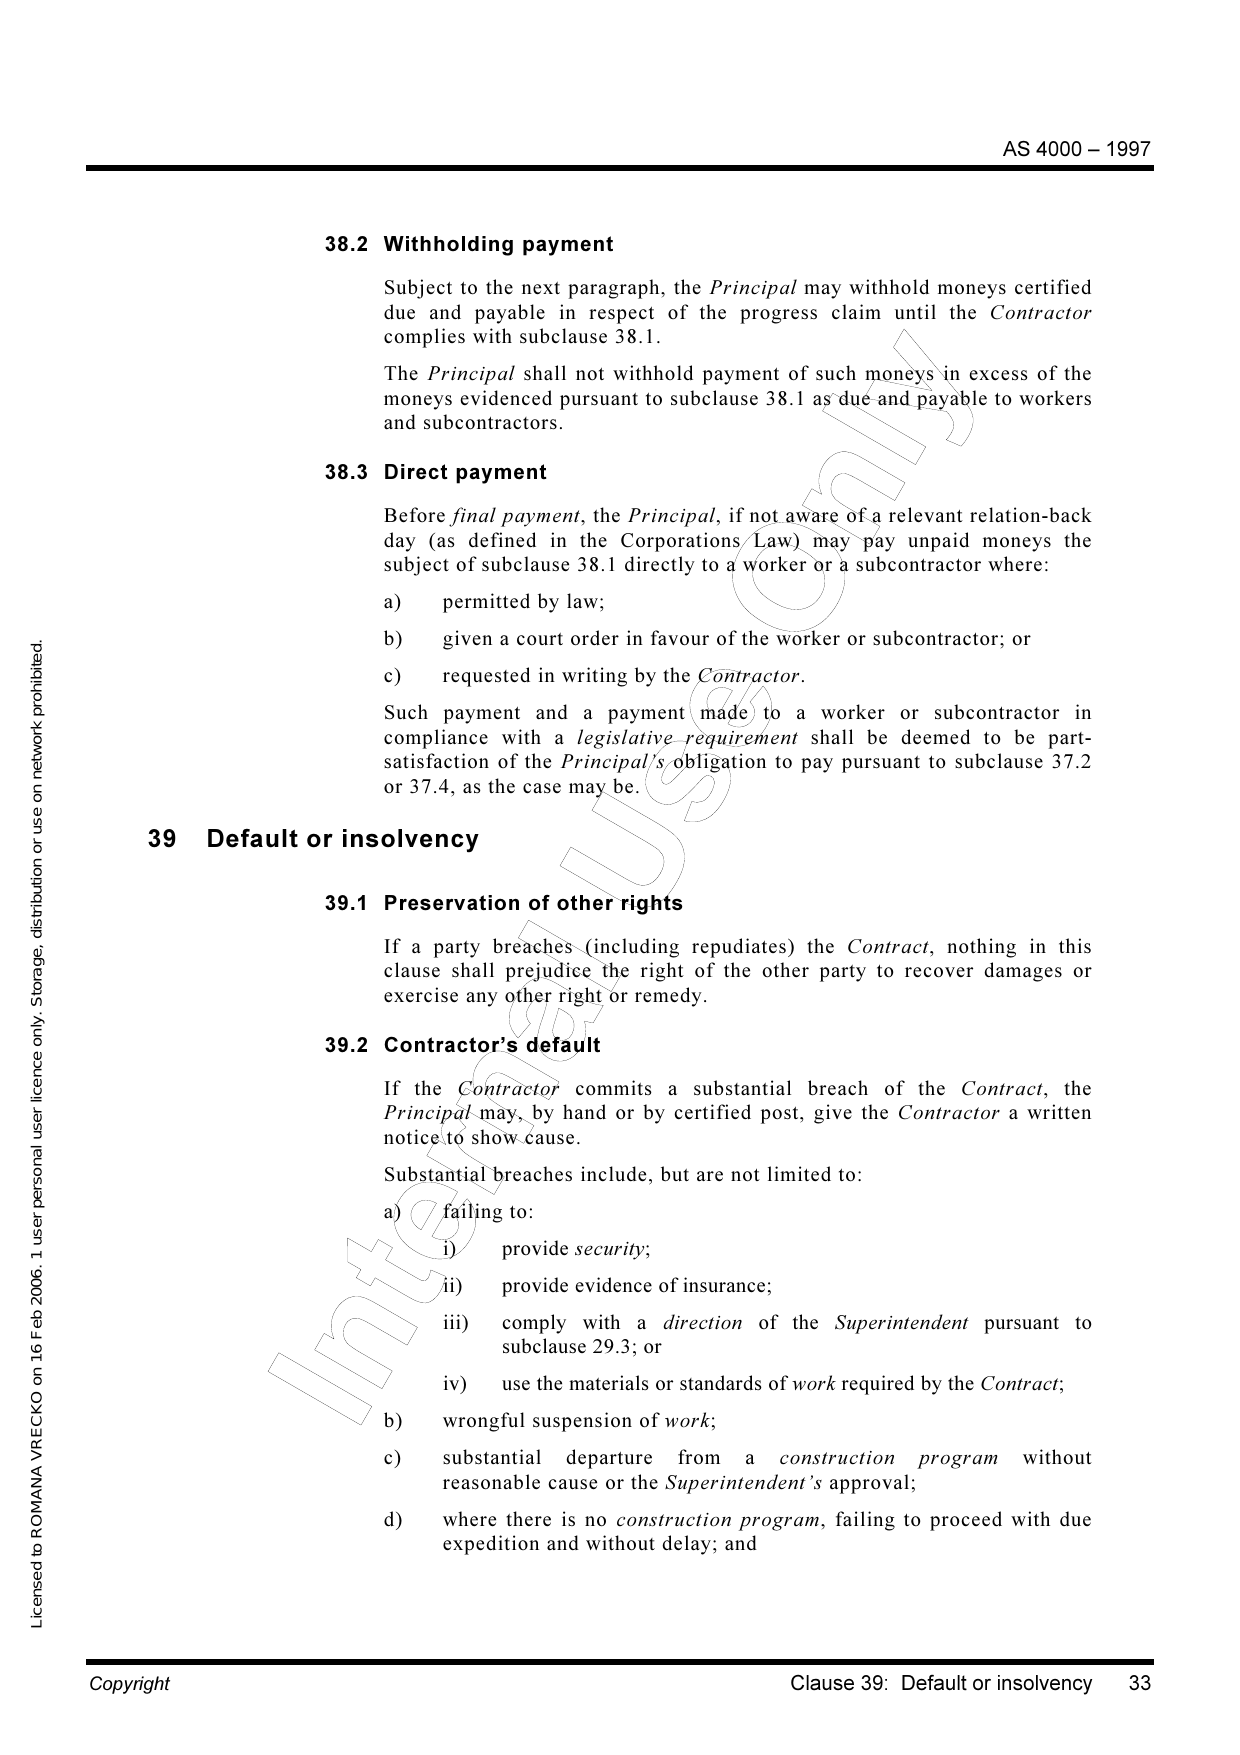 AS 4000 – 1997
38.2 Withholding payment
Subject to the next paragraph, the Principal may withhold moneys certified
due and payable in respect of the progress claim until the Contractor
complies with subclause 38.1.
The Principal shall not withhold payment of such moneys in excess of the
moneys evidenced pursuant to subclause 38.1 as due and payable to workers
and subcontractors.
38.3 Direct payment
Before final payment, the Principal, if not aware of a relevant relation-back
day (as defined in the Corporations Law) may pay unpaid moneys the
subject of subclause 38.1 directly to a worker or a subcontractor where:
a) permitted by law;
b) given a court order in favour of the worker or subcontractor; or
c) requested in writing by the Contractor.
Such payment and a payment made to a worker or subcontractor in
compliance with a legislative requirement shall be deemed to be part-
satisfaction of the Principal’s obligation to pay pursuant to subclause 37.2
or 37.4, as the case may be.
39 Default or insolvency
39.1 Preservation of other rights
If a party breaches (including repudiates) the Contract, nothing in this
clause shall prejudice the right of the other party to recover damages or
exercise any other right or remedy.
39.2 Contractor’s default
If the Contractor commits a substantial breach of the Contract, the
Principal may, by hand or by certified post, give the Contractor a written
notice to show cause.
Substantial breaches include, but are not limited to:
a) failing to:
i) provide security;
ii) provide evidence of insurance;
iii) comply with a direction of the Superintendent pursuant to
subclause 29.3; or
iv) use the materials or standards of work required by the Contract;
b) wrongful suspension of work;
c) substantial departure from a construction program without
reasonable cause or the Superintendent’s approval;
d) where there is no construction program, failing to proceed with due
expedition and without delay; and
Copyright
Clause 39: Default or insolvency 33
Licensed to ROMANA VRECKO on 16 Feb 2006. 1 user personal user licence only. Storage, distribution or use on network prohibited.
Internal Use Only